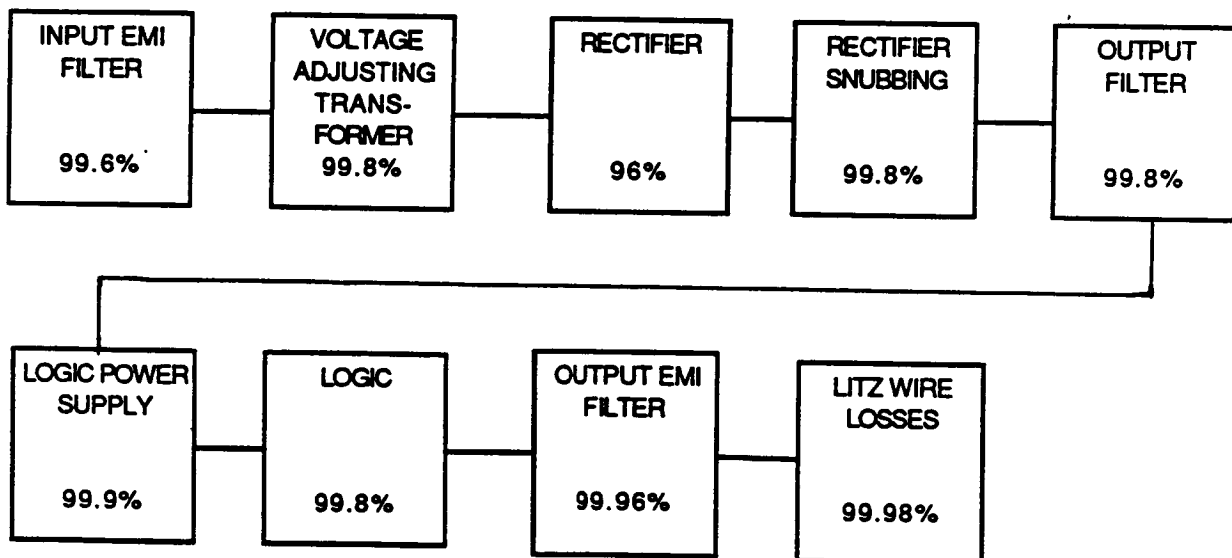 INPUT EMI
FILTER
99.6%
VOLTAGE
ADJUSTING
TRANS-
FORMER
99.8%
RECTIFIER
96%
RECTIFIER
SNUBBING
99.8%
OUTPUT
FILTER
99.8%
LOGIC POWER
SUPPLY
99.9%
LOGIC
99.8%
OUTPUT EMI
FILTER
99.96%
LITZ WIRE
LOSSES
99.98%